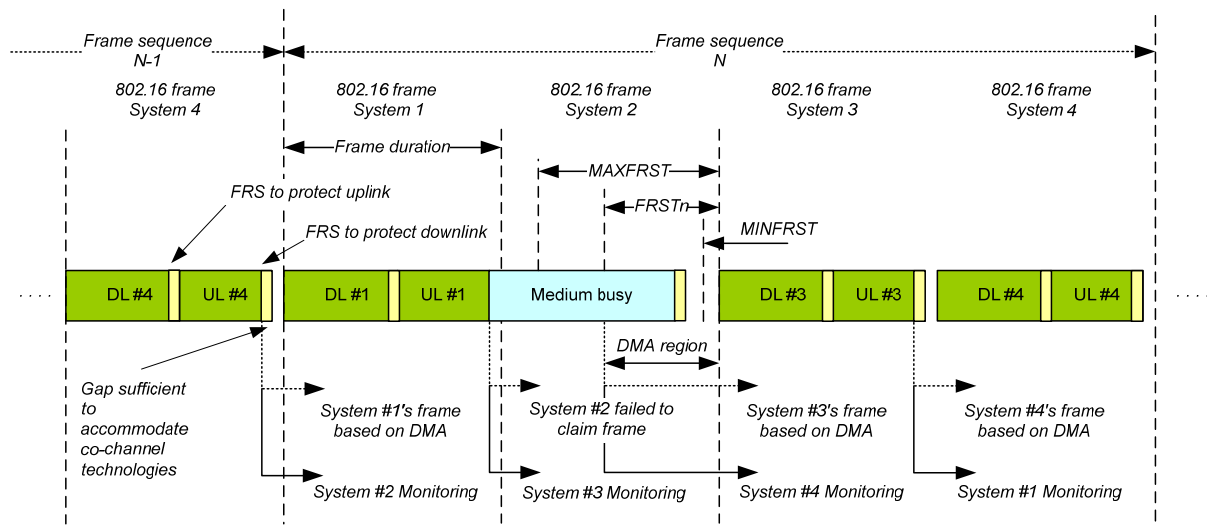 Frame sequence
N-1
Frame sequence
N
802.16 frame
System 4
802.16 frame
System 1
802.16 frame
System 2
802.16 frame
System 3
802.16 frame
System 4
Frame duration
MAXFRST
FRS to protect uplink
FRSTn
FRS to protect downlink
MINFRST
. . . .
DL #4
UL #4
DL #1
UL #1
Medium busy
DL #3
UL #3
DL #4
UL #4
. . . .
DMA region
Gap sufficient
to
accommodate
co-channel
technologies
System #1's frame
based on DMA
System #2 failed to
claim frame
System #3's frame
based on DMA
System #4's frame
based on DMA
System #2 Monitoring
System #3 Monitoring
System #4 Monitoring
System #1 Monitoring